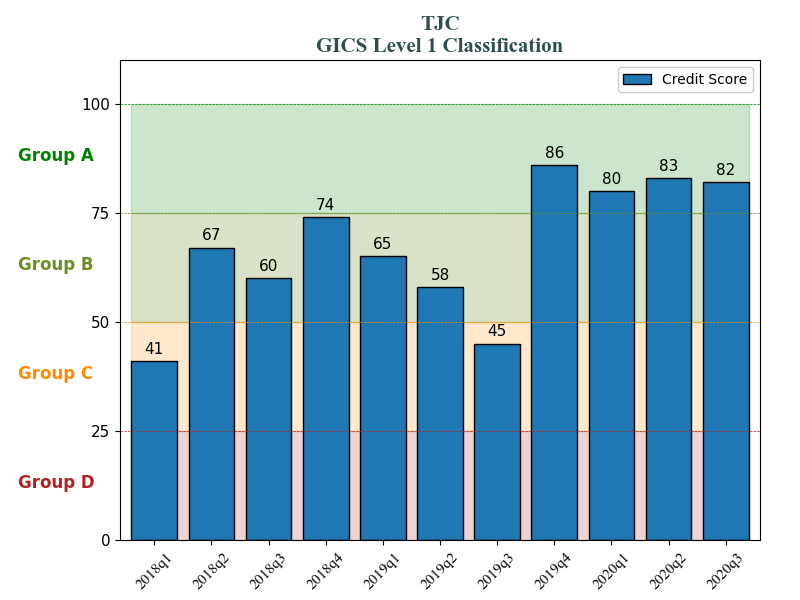 TJC
GICS Level 1 Classification
Credit Score
100
Group A
86
83
82
80
75
74
67
65
Group B
60
58
50
45
41
Group C
25
Group D
0
2018q1 2018q2 2018q3 2018q4 2019q1 2019q2 2019q3 2019q4 2020q1 2020q2 2020q3